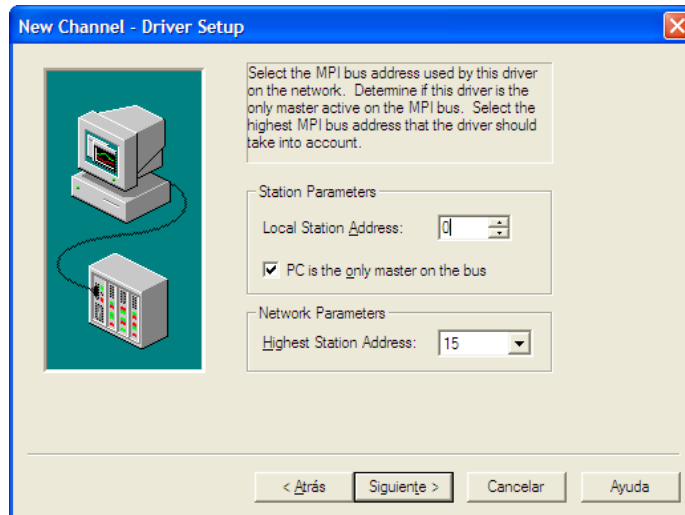 New Channel - Driver Setup
Select the MPI bus address used by this driver
on the network. Determine if this driver is the
only master active on the MPI bus. Select the
highest MPI bus address that the driver should
take into account.
Station Parameters
Local Station Address: 0
PC is the only master on the bus
Network Parameters
Highest Station Address: 15
< Atrás Siguiente > Cancelar Ayuda